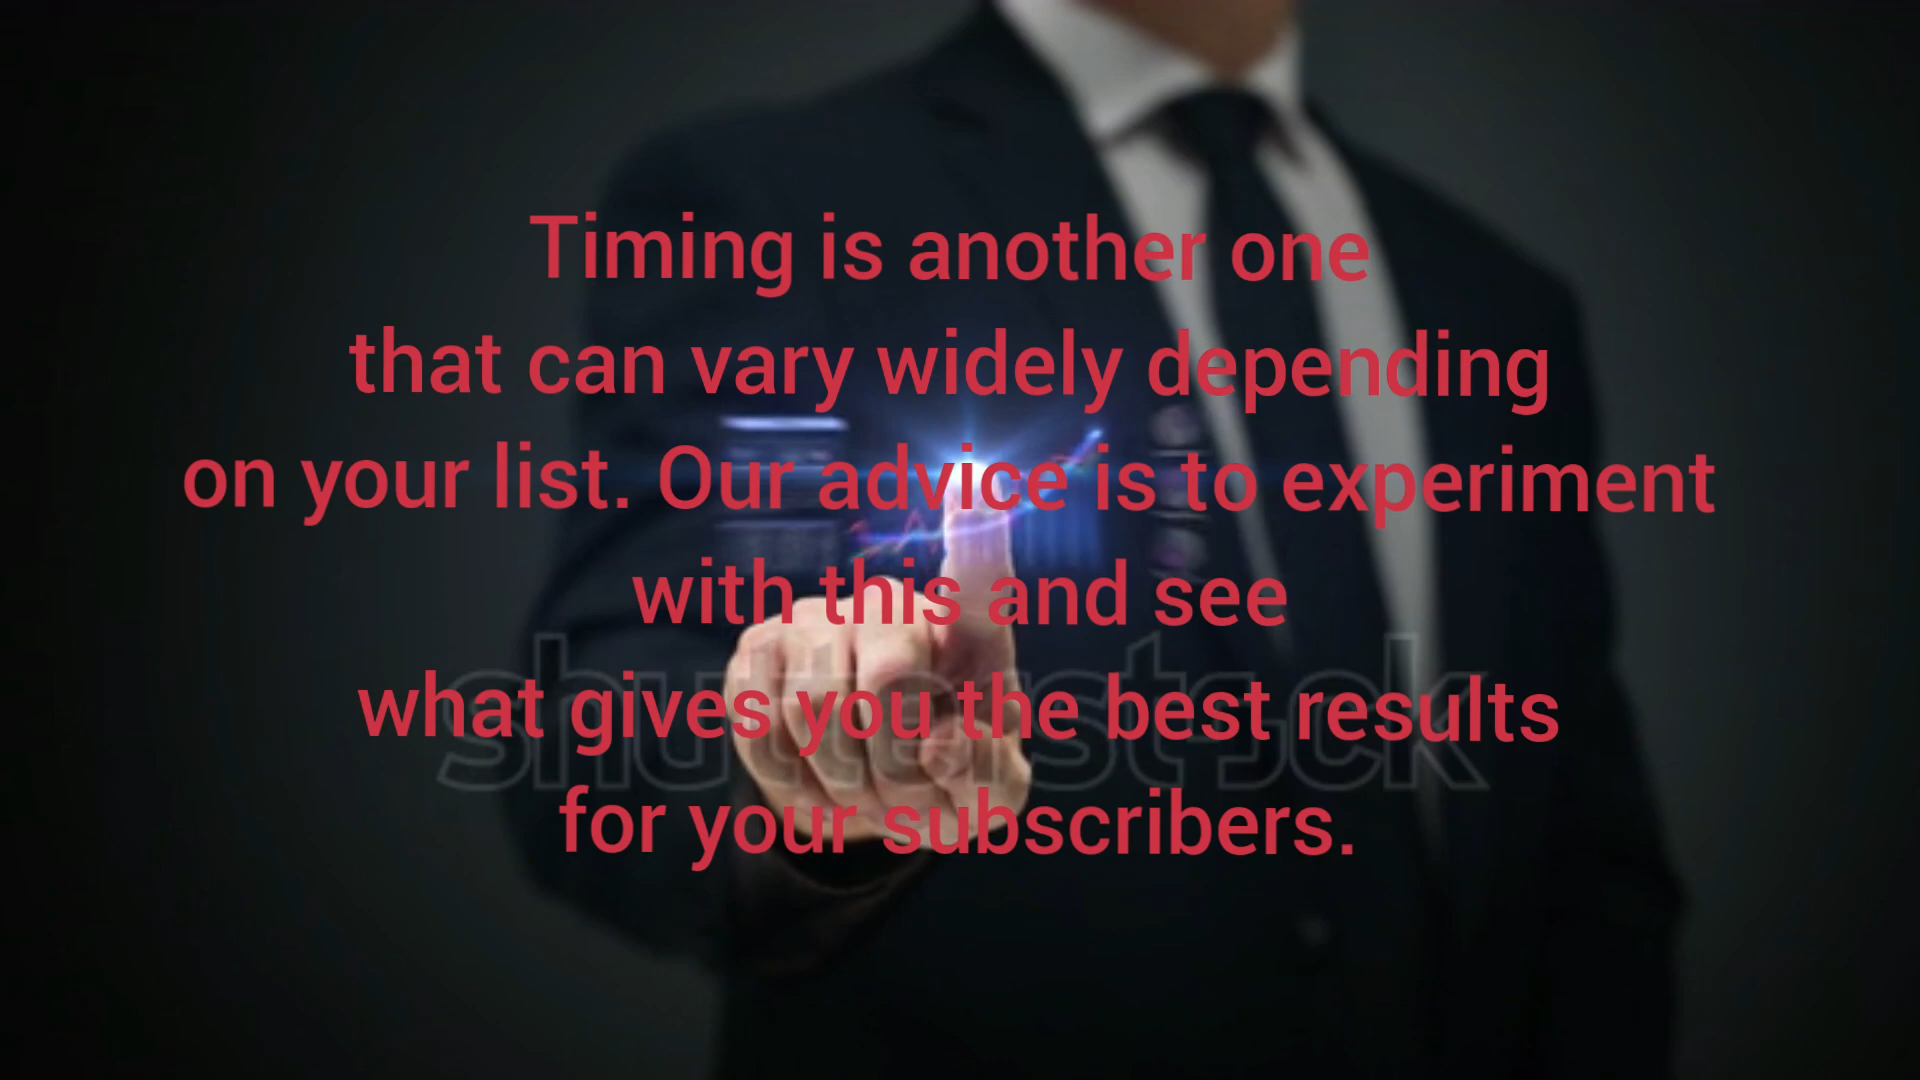 Timing is another one
that can vary widely depending
on your list. Our advice is to experiment
with this and see
what gives you the best results
for your subscribers.
shutterstock